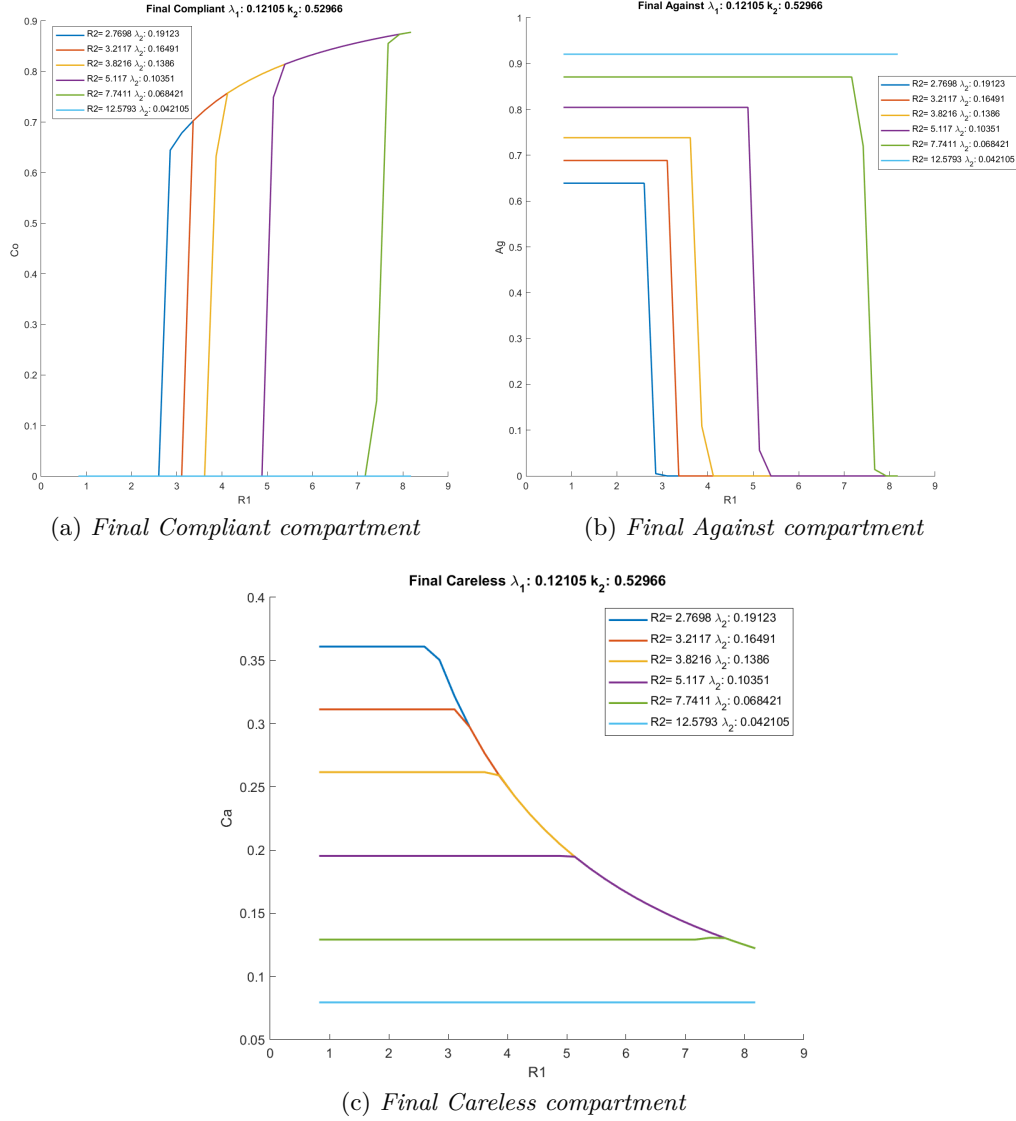 Final Compliant λ1: 0.12105 k2: 0.52966
R2= 2.7698 λ2: 0.19123
R2= 3.2117 λ2: 0.16491
R2= 3.8216 λ2: 0.1386
R2= 5.117 λ2: 0.10351
R2= 7.7411 λ2: 0.068421
R2= 12.5793 λ2: 0.042105
0.9
0.8
0.7
0.6
0.5
0.4
0.3
0.2
0.1
0
Co
0 1 2 3 4 5 6 7 8 9
R1
(a) Final Compliant compartment
Final Against λ1: 0.12105 k2: 0.52966
R2= 2.7698 λ2: 0.19123
R2= 3.2117 λ2: 0.16491
R2= 3.8216 λ2: 0.1386
R2= 5.117 λ2: 0.10351
R2= 7.7411 λ2: 0.068421
R2= 12.5793 λ2: 0.042105
1
0.9
0.8
0.7
0.6
0.5
0.4
0.3
0.2
0.1
0
Ag
0 1 2 3 4 5 6 7 8 9
R1
(b) Final Against compartment
Final Careless λ1: 0.12105 k2: 0.52966
R2= 2.7698 λ2: 0.19123
R2= 3.2117 λ2: 0.16491
R2= 3.8216 λ2: 0.1386
R2= 5.117 λ2: 0.10351
R2= 7.7411 λ2: 0.068421
R2= 12.5793 λ2: 0.042105
0.4
0.35
0.3
0.25
0.2
0.15
0.1
0.05
Ca
0 1 2 3 4 5 6 7 8 9
R1
(c) Final Careless compartment